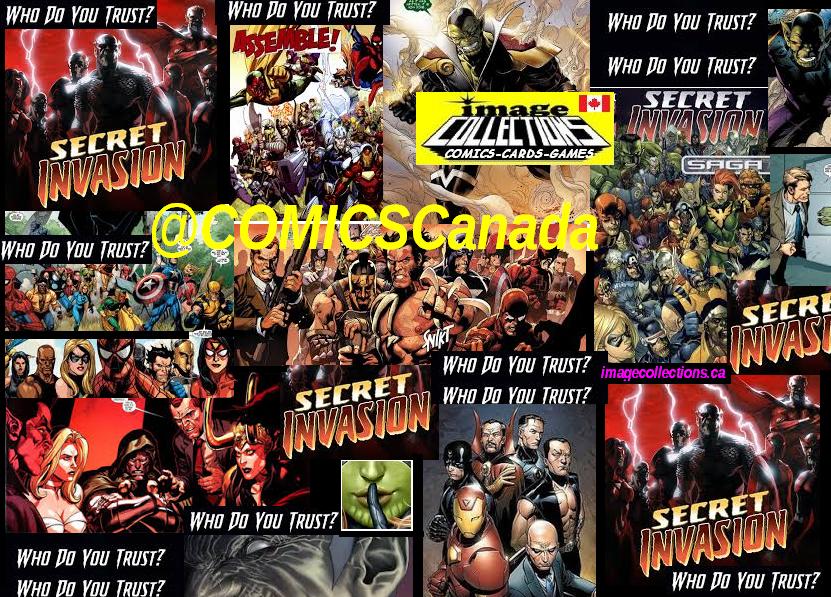 WHO DO YOU TRUST?
WHO DO YOU TRUST?
WHO DO YOU TRUST?
WHO DO YOU TRUST?
ASSEMBLE!
image
COLLECTIONS
COMICS-CARDS-GAMES
SECRET
INVASION
SECRET
INVASION
SAGA
@COMICSCanada
WHO DO YOU TRUST?
SNIKT
SECRET
INVASION
WHO DO YOU TRUST?
imagecollections.ca
SECRET
INVASION
WHO DO YOU TRUST?
WHO DO YOU TRUST?
SECRET
INVASION
WHO DO YOU TRUST?
WHO DO YOU TRUST?
WHO DO YOU TRUST?